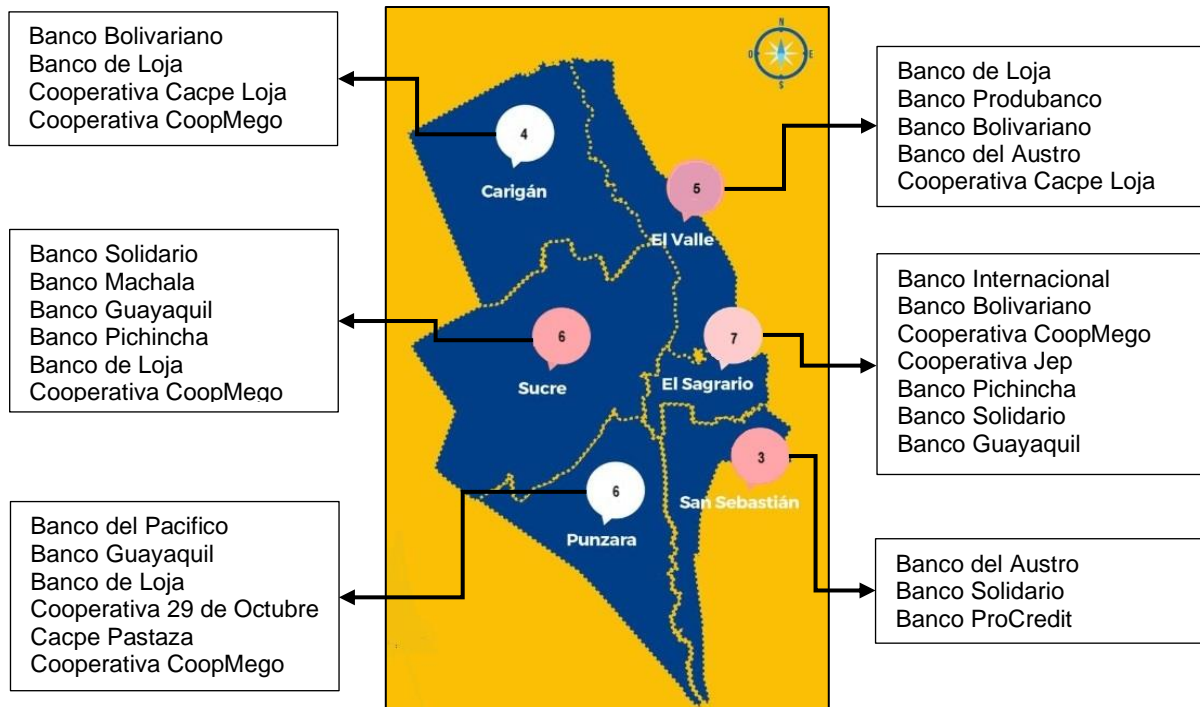 Banco Bolivariano
Banco de Loja
Cooperativa Cacpe Loja
Cooperativa CoopMego
Banco Solidario
Banco Machala
Banco Guayaquil
Banco Pichincha
Banco de Loja
Cooperativa CoopMego
Banco del Pacifico
Banco Guayaquil
Banco de Loja
Cooperativa 29 de Octubre
Cacpe Pastaza
Cooperativa CoopMego
N
O
E
S
4
Carigán
5
El Valle
6
Sucre
7
El Sagrario
3
San Sebastián
6
Punzara
Banco de Loja
Banco Produbanco
Banco Bolivariano
Banco del Austro
Cooperativa Cacpe Loja
Banco Internacional
Banco Bolivariano
Cooperativa CoopMego
Cooperativa Jep
Banco Pichincha
Banco Solidario
Banco Guayaquil
Banco del Austro
Banco Solidario
Banco ProCredit